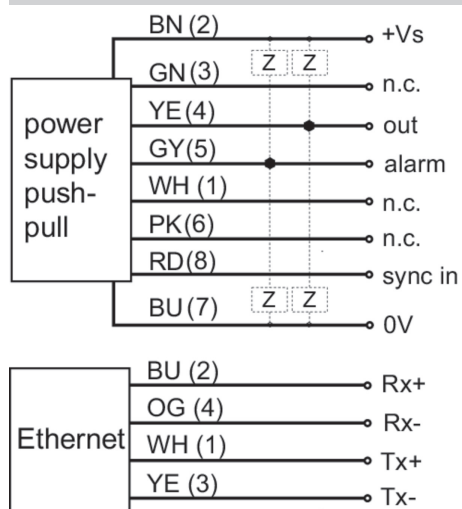 BN (2) +Vs
Z Z
GN (3) n.c.
YE (4) out
GY (5) alarm
WH (1) n.c.
PK(6) n.c.
RD(8) sync in
Z Z
BU (7) 0V
power
supply
push-
pull
BU (2) Rx+
OG (4) Rx-
WH (1) Tx+
YE (3) Tx-
Ethernet